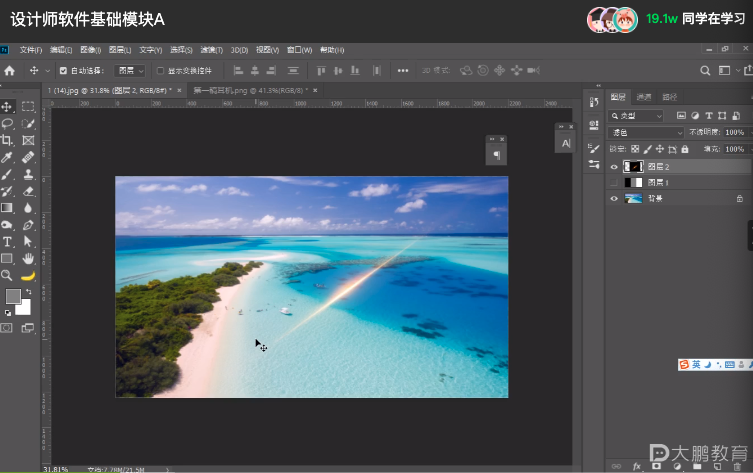 设计师软件基础模块A
19.1w 同学在学习
Ps 文件(F) 编辑(E) 图像(I) 图层(L) 文字(Y) 选择(S) 滤镜(T) 3D(D) 视图(V) 窗口(W) 帮助(H)
自动选择: 图层 显示变换控件 3D 模式:
1 (14).jpg @ 31.8% (图层 2, RGB/8#) * × 第一稿耳机.png @ 41.3%(RGB/8) * ×
图层 通道 路径
类型
滤色 不透明度: 100%
锁定: 填充: 100%
图层 2
图层 1
背景
A|
¶
T
英
fx
大鹏教育
31.81% 文档:7.78M/21.5M